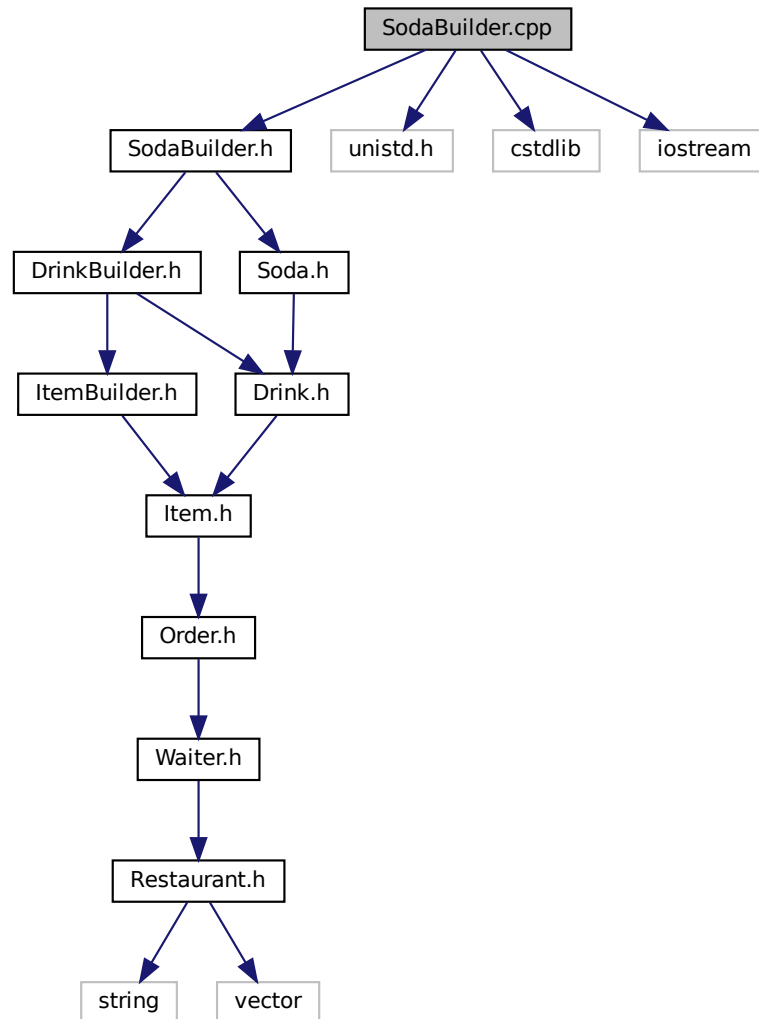 SodaBuilder.cpp
SodaBuilder.h
unistd.h
cstdlib
iostream
DrinkBuilder.h
Soda.h
ItemBuilder.h
Drink.h
Item.h
Order.h
Waiter.h
Restaurant.h
string
vector